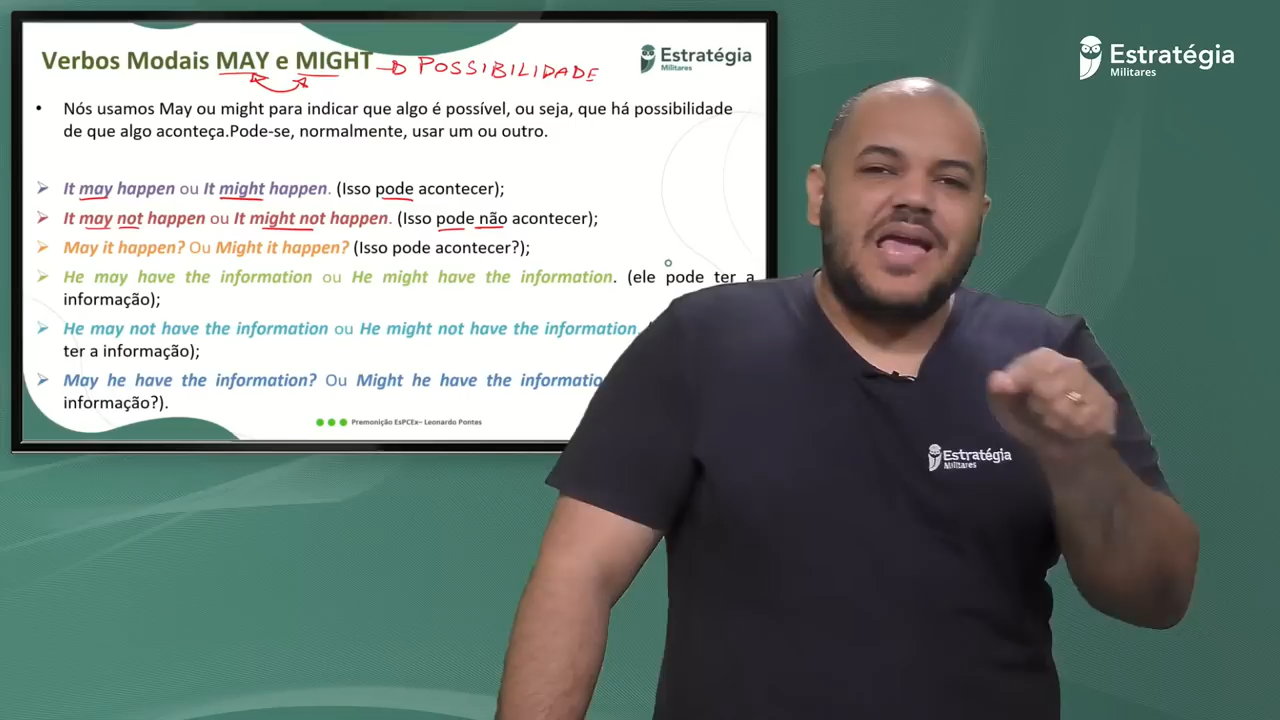 Verbos Modais MAY e MIGHT → POSSIBILIDADE
Estratégia
Militares
• Nós usamos May ou might para indicar que algo é possível, ou seja, que há possibilidade
de que algo aconteça.Pode-se, normalmente, usar um ou outro.
It may happen ou It might happen. (Isso pode acontecer);
It may not happen ou It might not happen. (Isso pode não acontecer);
May it happen? Ou Might it happen? (Isso pode acontecer?);
He may have the information ou He might have the information. (ele pode ter a
informação);
He may not have the information ou He might not have the information.
ter a informação);
May he have the information? Ou Might he have the
informação?).
Premonição EsPCEx– Leonardo Pontes
Estratégia
Militares
Estratégia
Militares